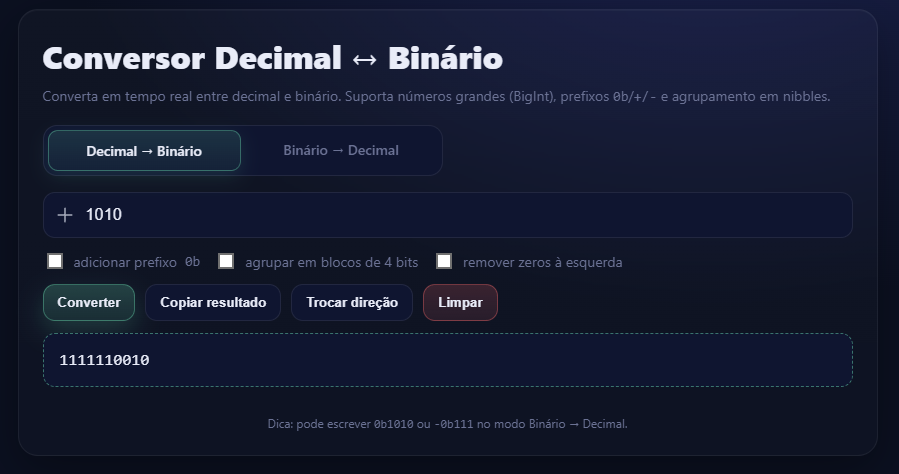 Conversor Decimal ↔ Binário
Converta em tempo real entre decimal e binário. Suporta números grandes (BigInt), prefixos 0b/+/- e agrupamento em nibbles.
Decimal → Binário Binário → Decimal
+ 1010
adicionar prefixo 0b agrupar em blocos de 4 bits remover zeros à esquerda
Converter Copiar resultado Trocar direção Limpar
1111110010
Dica: pode escrever 0b1010 ou -0b111 no modo Binário → Decimal.